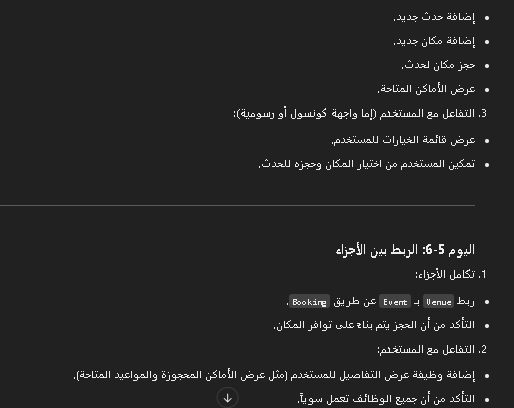 • إضافة حدث جديد.
• إضافة مكان جديد.
• حجز مكان لحدث.
• عرض الأماكن المتاحة.
3. التفاعل مع المستخدم (إما واجهة كونسول أو رسومية):
• عرض قائمة الخيارات للمستخدم.
• تمكين المستخدم من اختيار المكان وحجزه للحدث.
اليوم 5-6: الربط بين الأجزاء
1. تكامل الأجزاء:
• ربط Venue بـ Event عن طريق Booking.
• التأكد من أن الحجز يتم بناءً على توافر المكان.
2. التفاعل مع المستخدم:
• إضافة وظيفة عرض التفاصيل للمستخدم (مثل عرض الأماكن المحجوزة والمواعيد المتاحة).
• التأكد من أن جميع الوظائف تعمل سوياً.